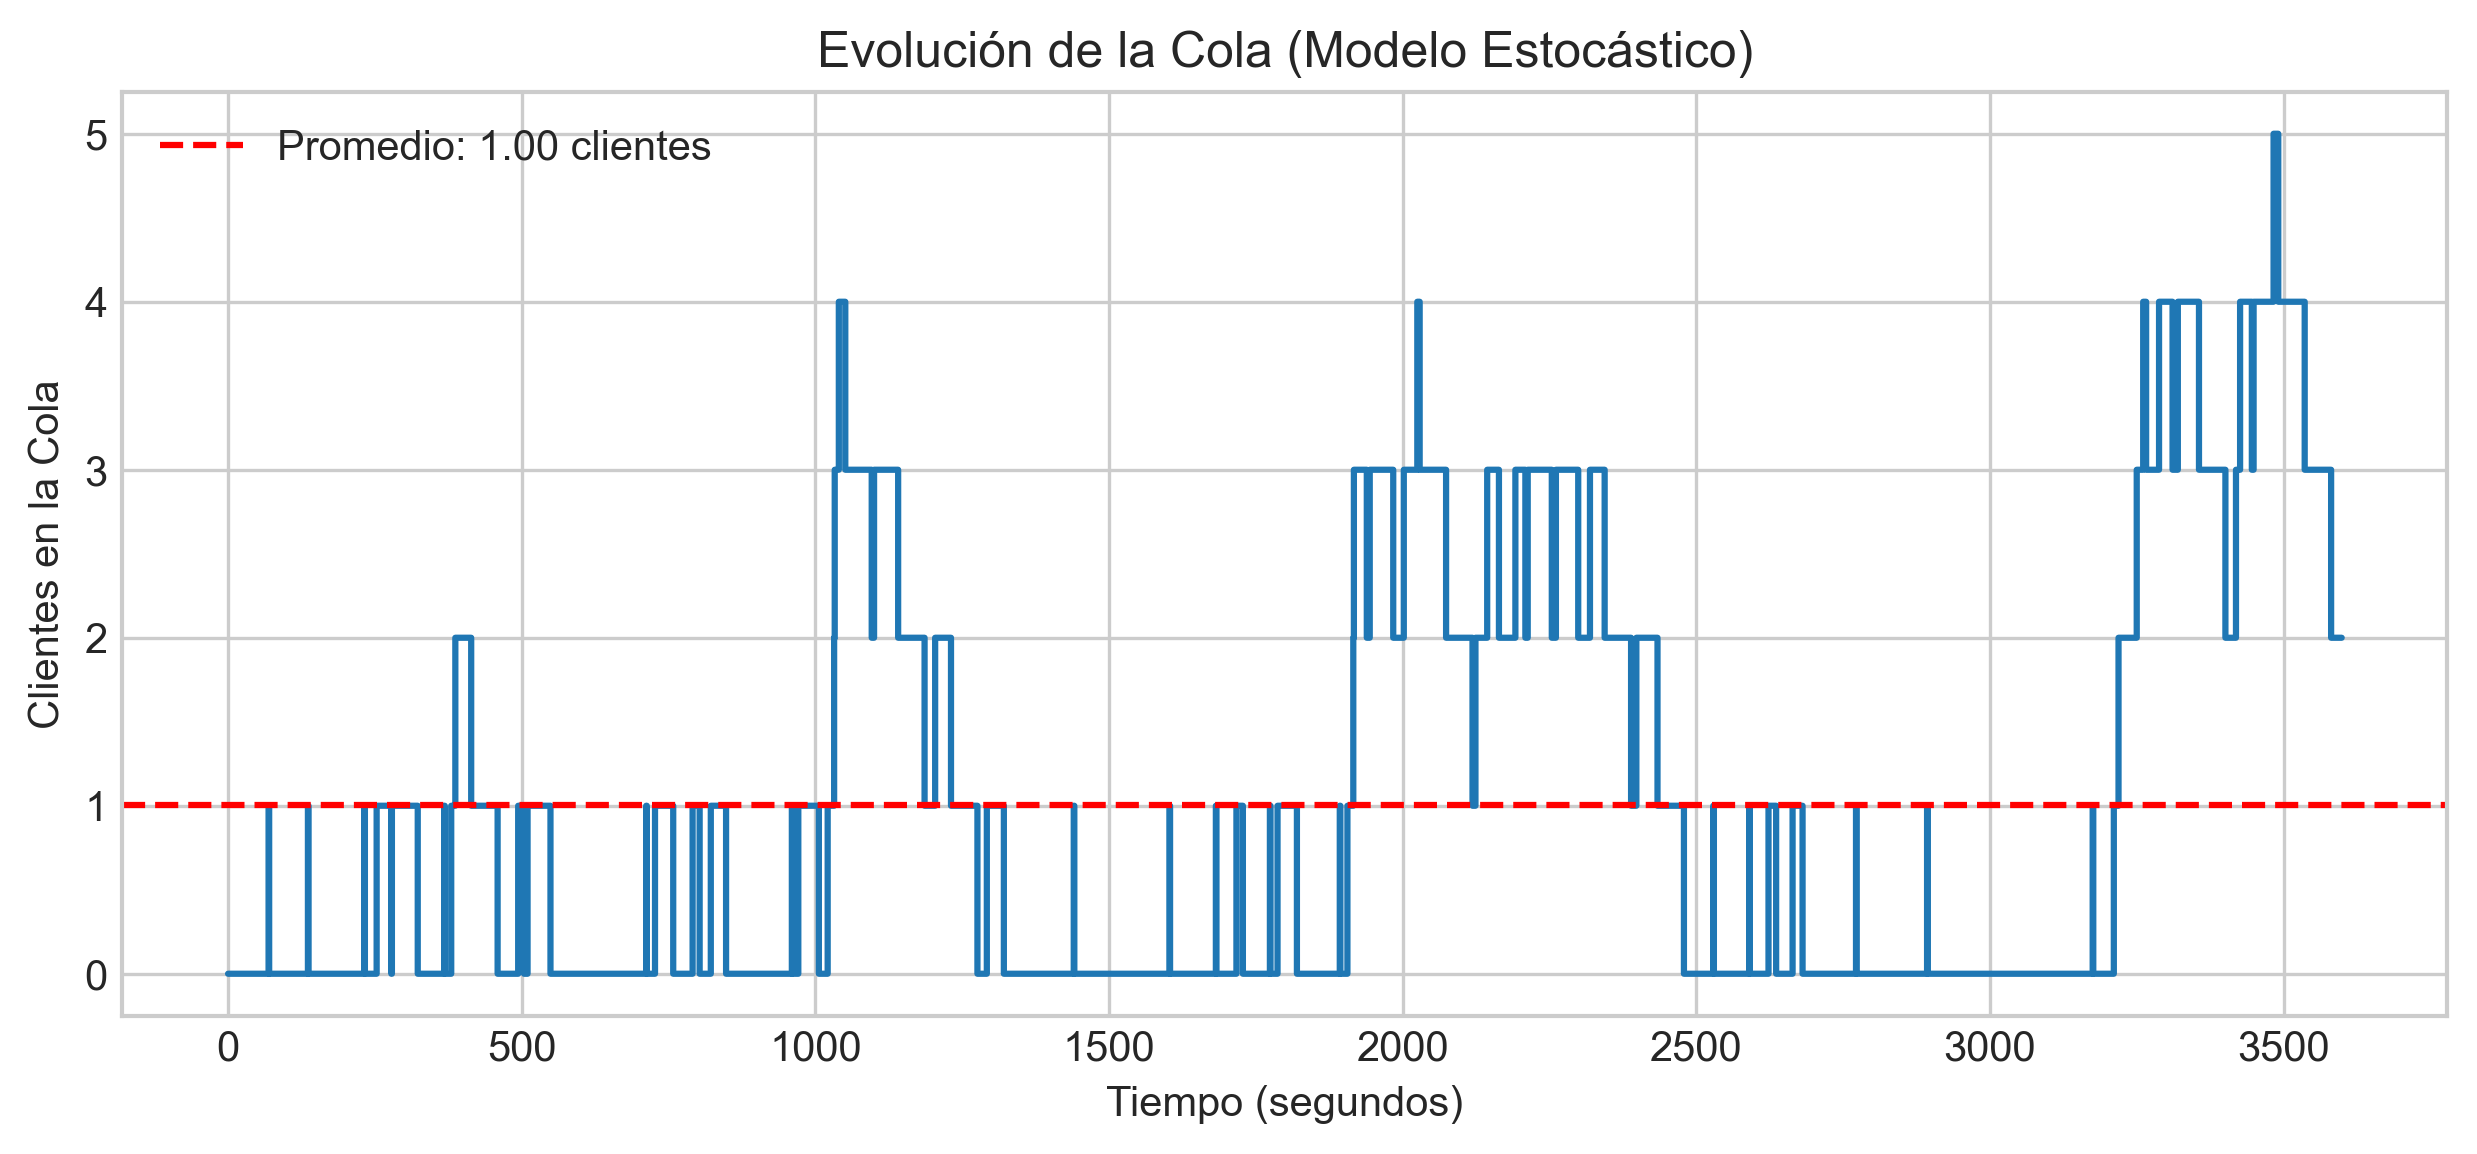 Evolución de la Cola (Modelo Estocástico)
Promedio: 1.00 clientes
Clientes en la Cola
5
4
3
2
1
0
0 500 1000 1500 2000 2500 3000 3500
Tiempo (segundos)